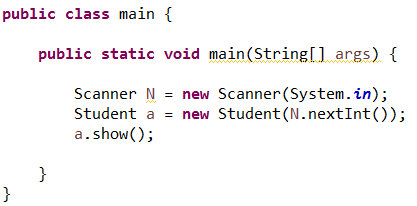 public class main {
public static void main(String[] args) {
Scanner N = new Scanner(System.in);
Student a = new Student(N.nextInt());
a.show();
}
}